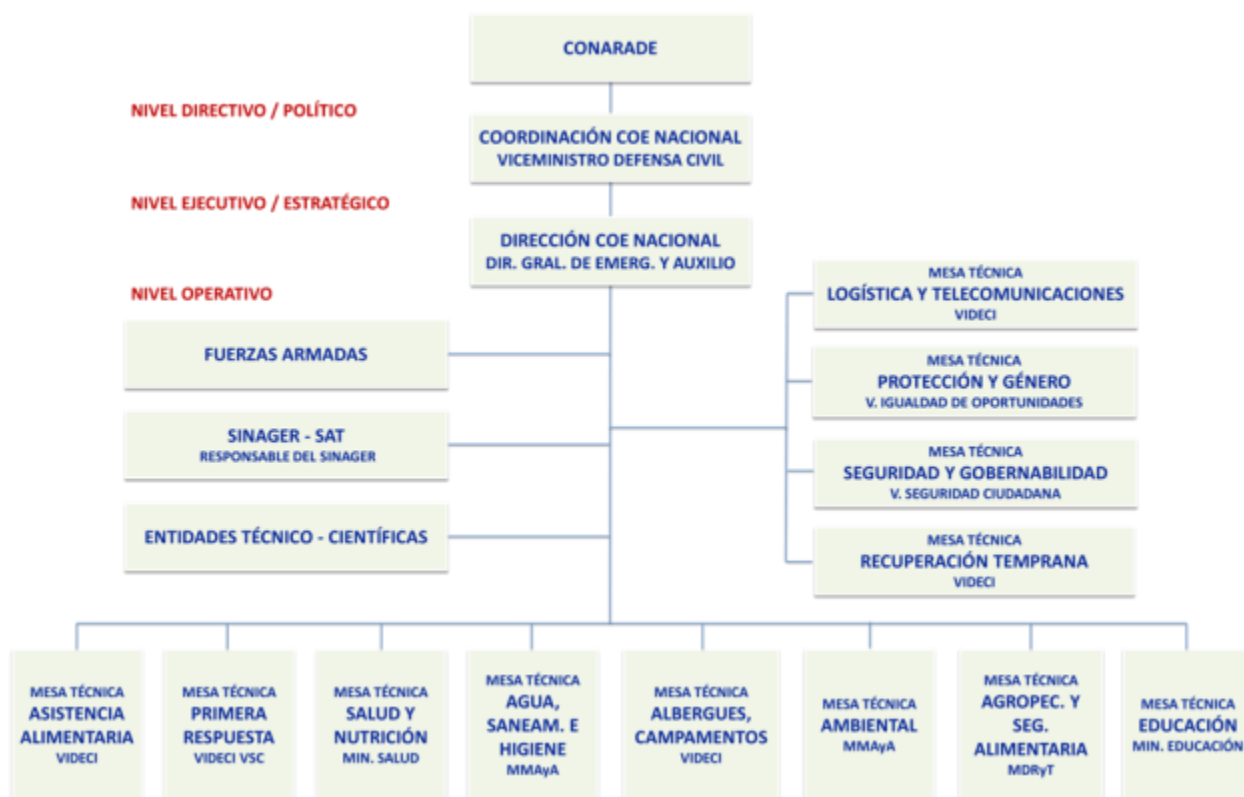 CONARADE
NIVEL DIRECTIVO / POLÍTICO
COORDINACIÓN COE NACIONAL
VICEMINISTRO DEFENSA CIVIL
NIVEL EJECUTIVO / ESTRATÉGICO
DIRECCIÓN COE NACIONAL
DIR. GRAL. DE EMERG. Y AUXILIO
NIVEL OPERATIVO
FUERZAS ARMADAS
SINAGER - SAT
RESPONSABLE DEL SINAGER
ENTIDADES TÉCNICO - CIENTÍFICAS
MESA TÉCNICA
LOGÍSTICA Y TELECOMUNICACIONES
VIDECI
MESA TÉCNICA
PROTECCIÓN Y GÉNERO
V. IGUALDAD DE OPORTUNIDADES
MESA TÉCNICA
SEGURIDAD Y GOBERNABILIDAD
V. SEGURIDAD CIUDADANA
MESA TÉCNICA
RECUPERACIÓN TEMPRANA
VIDECI
MESA TÉCNICA
ASISTENCIA
ALIMENTARIA
VIDECI
MESA TÉCNICA
PRIMERA
RESPUESTA
VIDECI VSC
MESA TÉCNICA
SALUD Y
NUTRICIÓN
MIN. SALUD
MESA TÉCNICA
AGUA,
SANEAM. E
HIGIENE
MMAyA
MESA TÉCNICA
ALBERGUES,
CAMPAMENTOS
VIDECI
MESA TÉCNICA
AMBIENTAL
MMAyA
MESA TÉCNICA
AGROPEC. Y
SEG.
ALIMENTARIA
MDRyT
MESA TÉCNICA
EDUCACIÓN
MIN. EDUCACIÓN